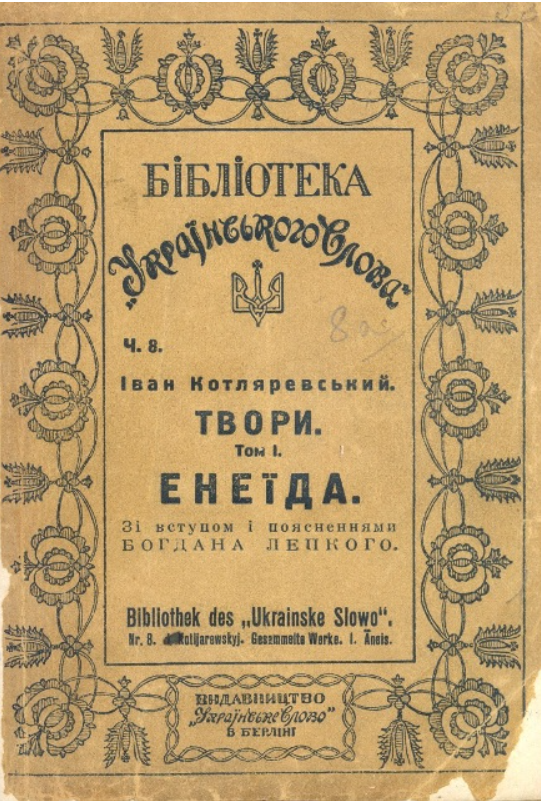 БІБЛІОТЕКА
„Українського Слова"
Ч. 8.
Іван Котляревський.
ТВОРИ.
Том І.
ЕНЕЇДА.
Зі вступом і поясненнями
БОГДАНА ЛЕПКОГО.
Bibliothek des „Ukrainske Slowo".
Nr. 8. Kotljarewskyj. Gesammelte Werke. I. Äneis.
ВИДАВНИЦТВО
„Українське Слово"
В БЕРЛІНІ